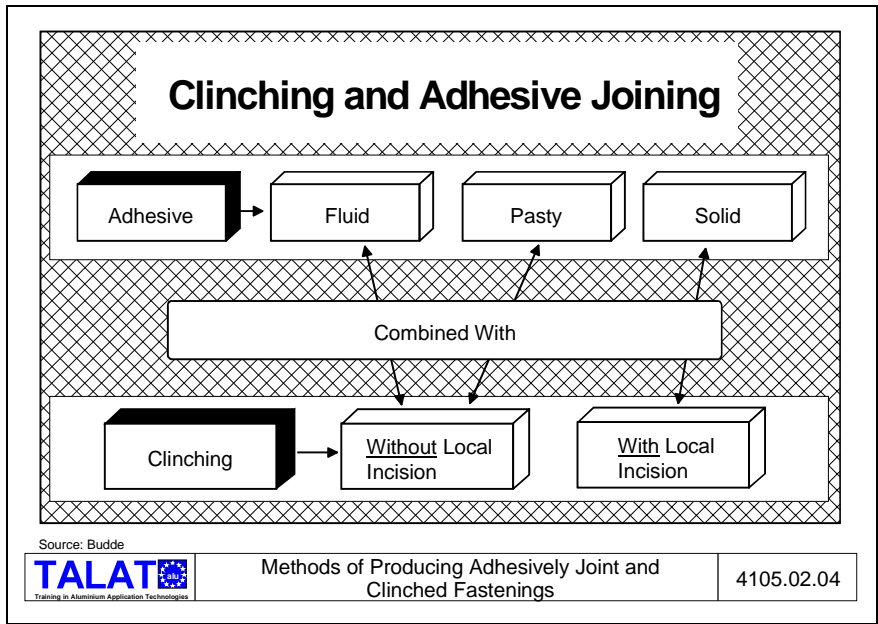 Clinching and Adhesive Joining
Adhesive
Fluid
Pasty
Solid
Combined With
Clinching
Without Local
Incision
With Local
Incision
Source: Budde
TALAT
alu
Training in Aluminium Application Technologies
Methods of Producing Adhesively Joint and
Clinched Fastenings
4105.02.04